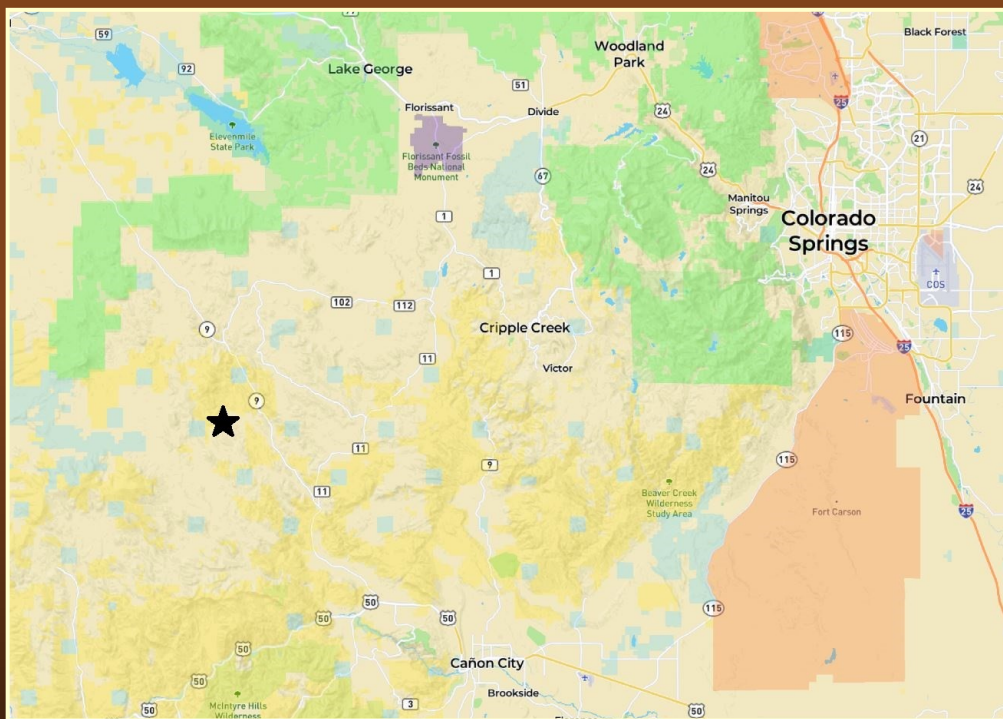 59
92
Lake George
Elevenmile
State Park
Florissant
Florissant Fossil
Beds National
Monument
51
Divide
Woodland
Park
24
67
24
Manitou
Springs
Colorado
Springs
Black Forest
25
21
24
COS
1
1
102
112
9
Cripple Creek
Victor
11
9
11
11
9
115
25
Fountain
115
Beaver Creek
Wilderness
Study Area
Fort Carson
25
115
50
50
50
50
50
50
Cañon City
Brookside
3
McIntyre Hills
Wilderness
50